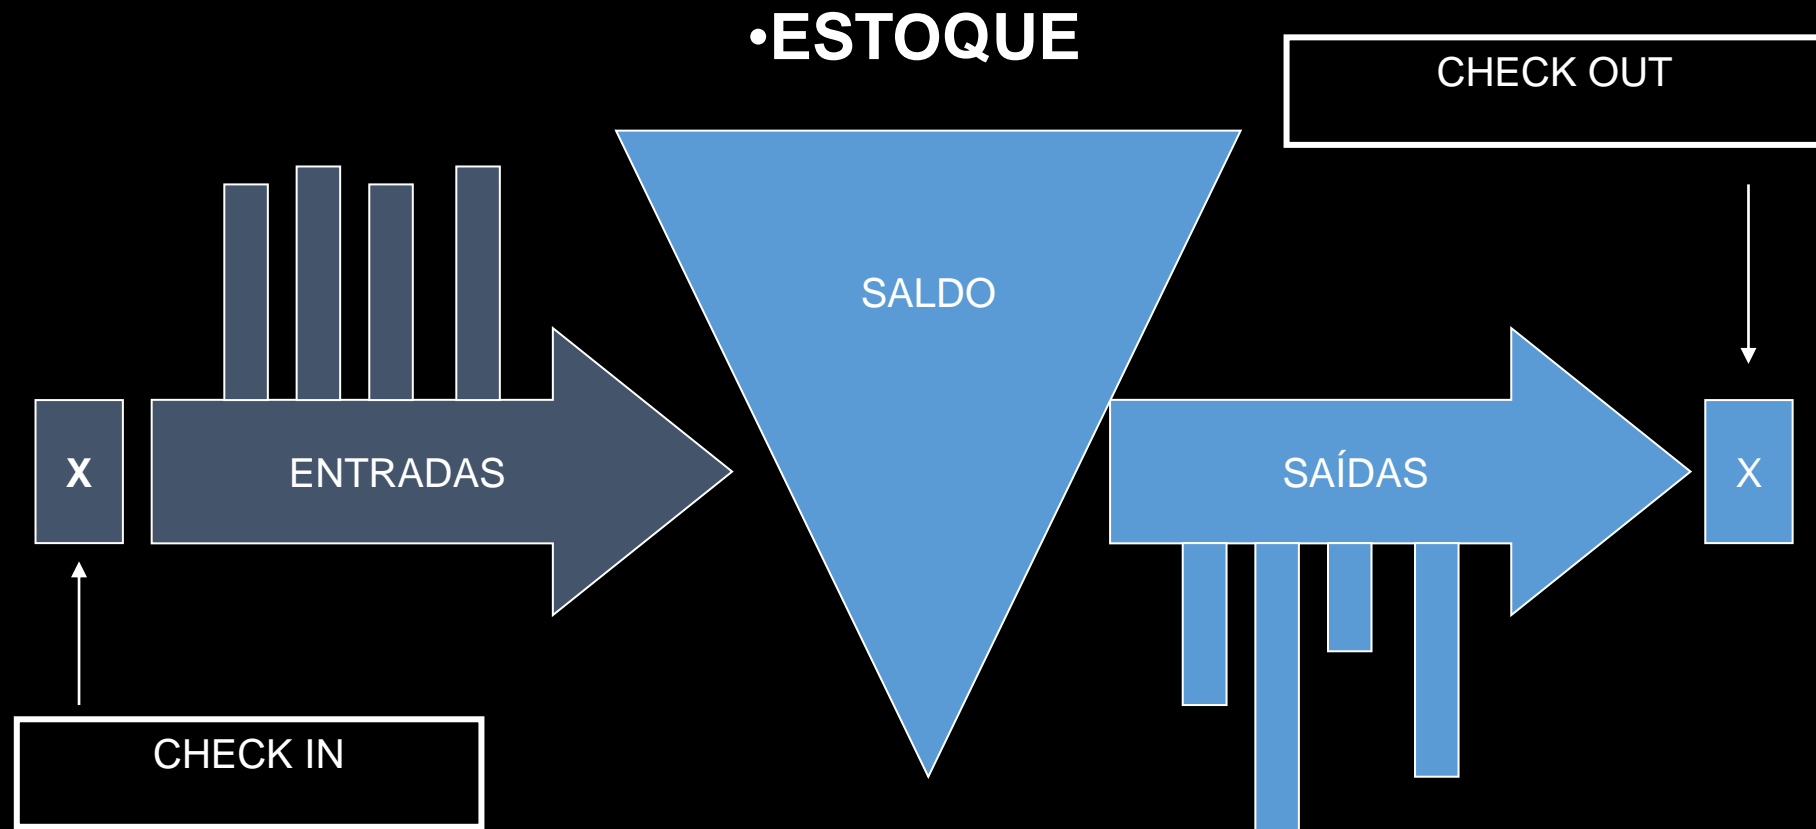 •ESTOQUE
CHECK OUT
SALDO
X
ENTRADAS
SAÍDAS
X
CHECK IN